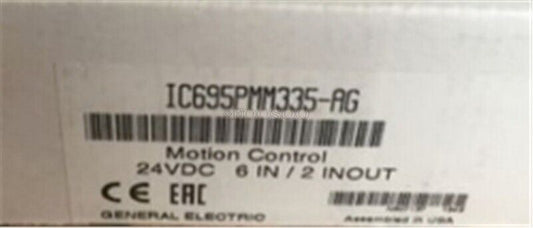 IC695PMM335-AG
Motion Control
24VDC 6 IN / 2 INOUT
CE EAC
GENERAL ELECTRIC
Assembled in USA